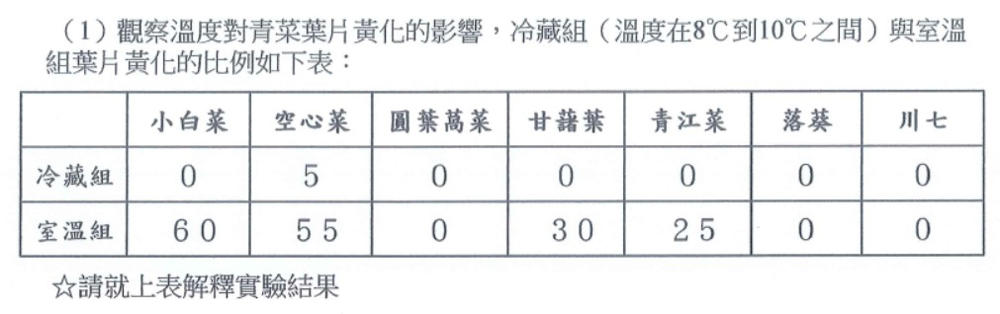 （1）觀察溫度對青菜葉片黃化的影響，冷藏組（溫度在8℃到10℃之間）與室溫
組葉片黃化的比例如下表：
小白菜 空心菜 圓葉萵菜 甘藷葉 青江菜 落葵 川七
冷藏組 0 5 0 0 0 0 0
室溫組 60 55 0 30 25 0 0
☆請就上表解釋實驗結果